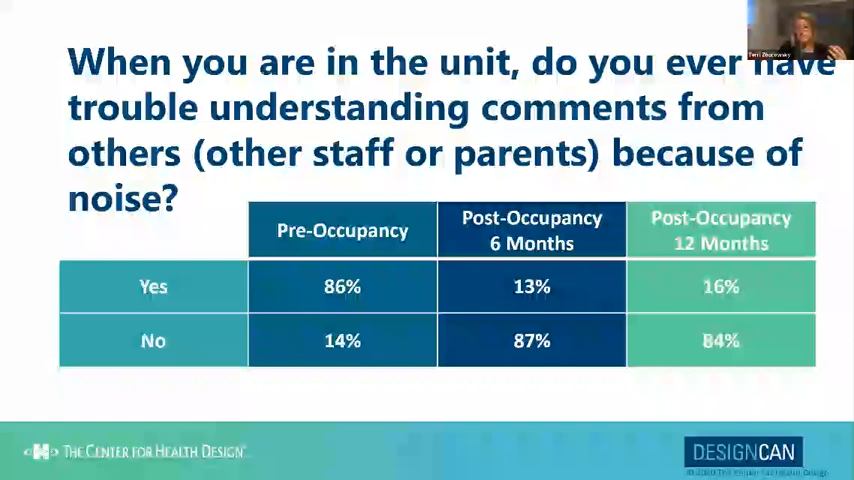 When you are in the unit, do you ever have
trouble understanding comments from
others (other staff or parents) because of
noise?
Pre-Occupancy
Post-Occupancy
6 Months
Post-Occupancy
12 Months
Yes
86%
13%
16%
No
14%
87%
84%
THE CENTER FOR HEALTH DESIGN
DESIGNCAN